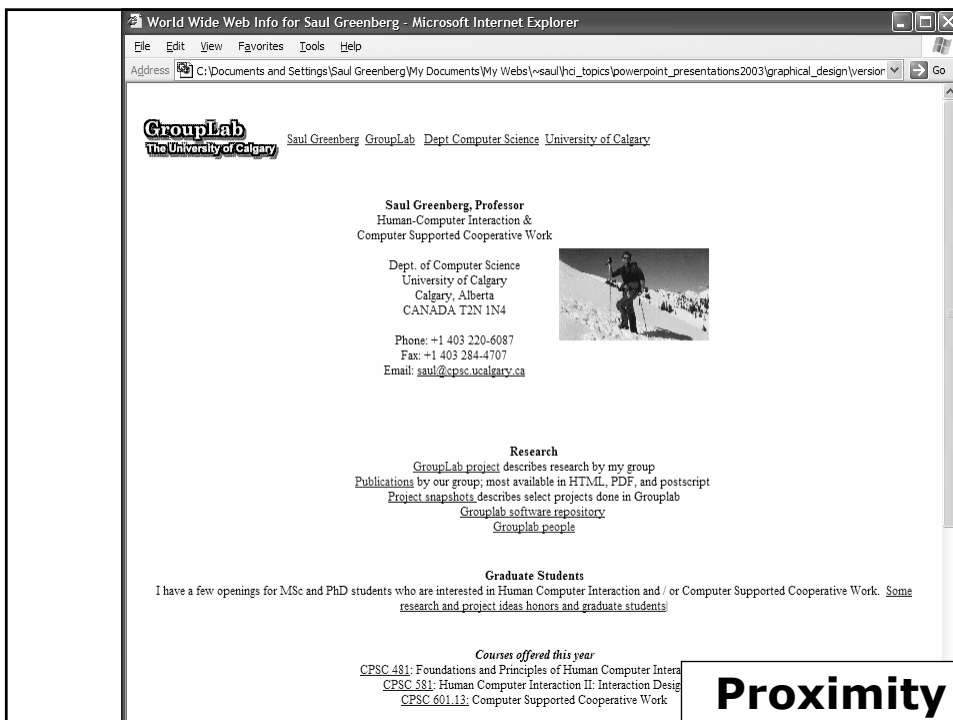 World Wide Web Info for Saul Greenberg - Microsoft Internet Explorer
File Edit View Favorites Tools Help
Address C:\Documents and Settings\Saul Greenberg\My Documents\My Webs\~saul\hci_topics\powerpoint_presentations2003\graphical_design\version Go
GroupLab
The University of Calgary
Saul Greenberg GroupLab Dept Computer Science University of Calgary
Saul Greenberg, Professor
Human-Computer Interaction &
Computer Supported Cooperative Work
Dept. of Computer Science
University of Calgary
Calgary, Alberta
CANADA T2N 1N4
Phone: +1 403 220-6087
Fax: +1 403 284-4707
Email: saul@cpsc.ucalgary.ca
Research
GroupLab project describes research by my group
Publications by our group; most available in HTML, PDF, and postscript
Project snapshots describes select projects done in Grouplab
Grouplab software repository
Grouplab people
Graduate Students
I have a few openings for MSc and PhD students who are interested in Human Computer Interaction and / or Computer Supported Cooperative Work. Some
research and project ideas honors and graduate students
Courses offered this year
CPSC 481: Foundations and Principles of Human Computer Intera
CPSC 581: Human Computer Interaction II: Interaction Desig
CPSC 601.13: Computer Supported Cooperative Work
Proximity